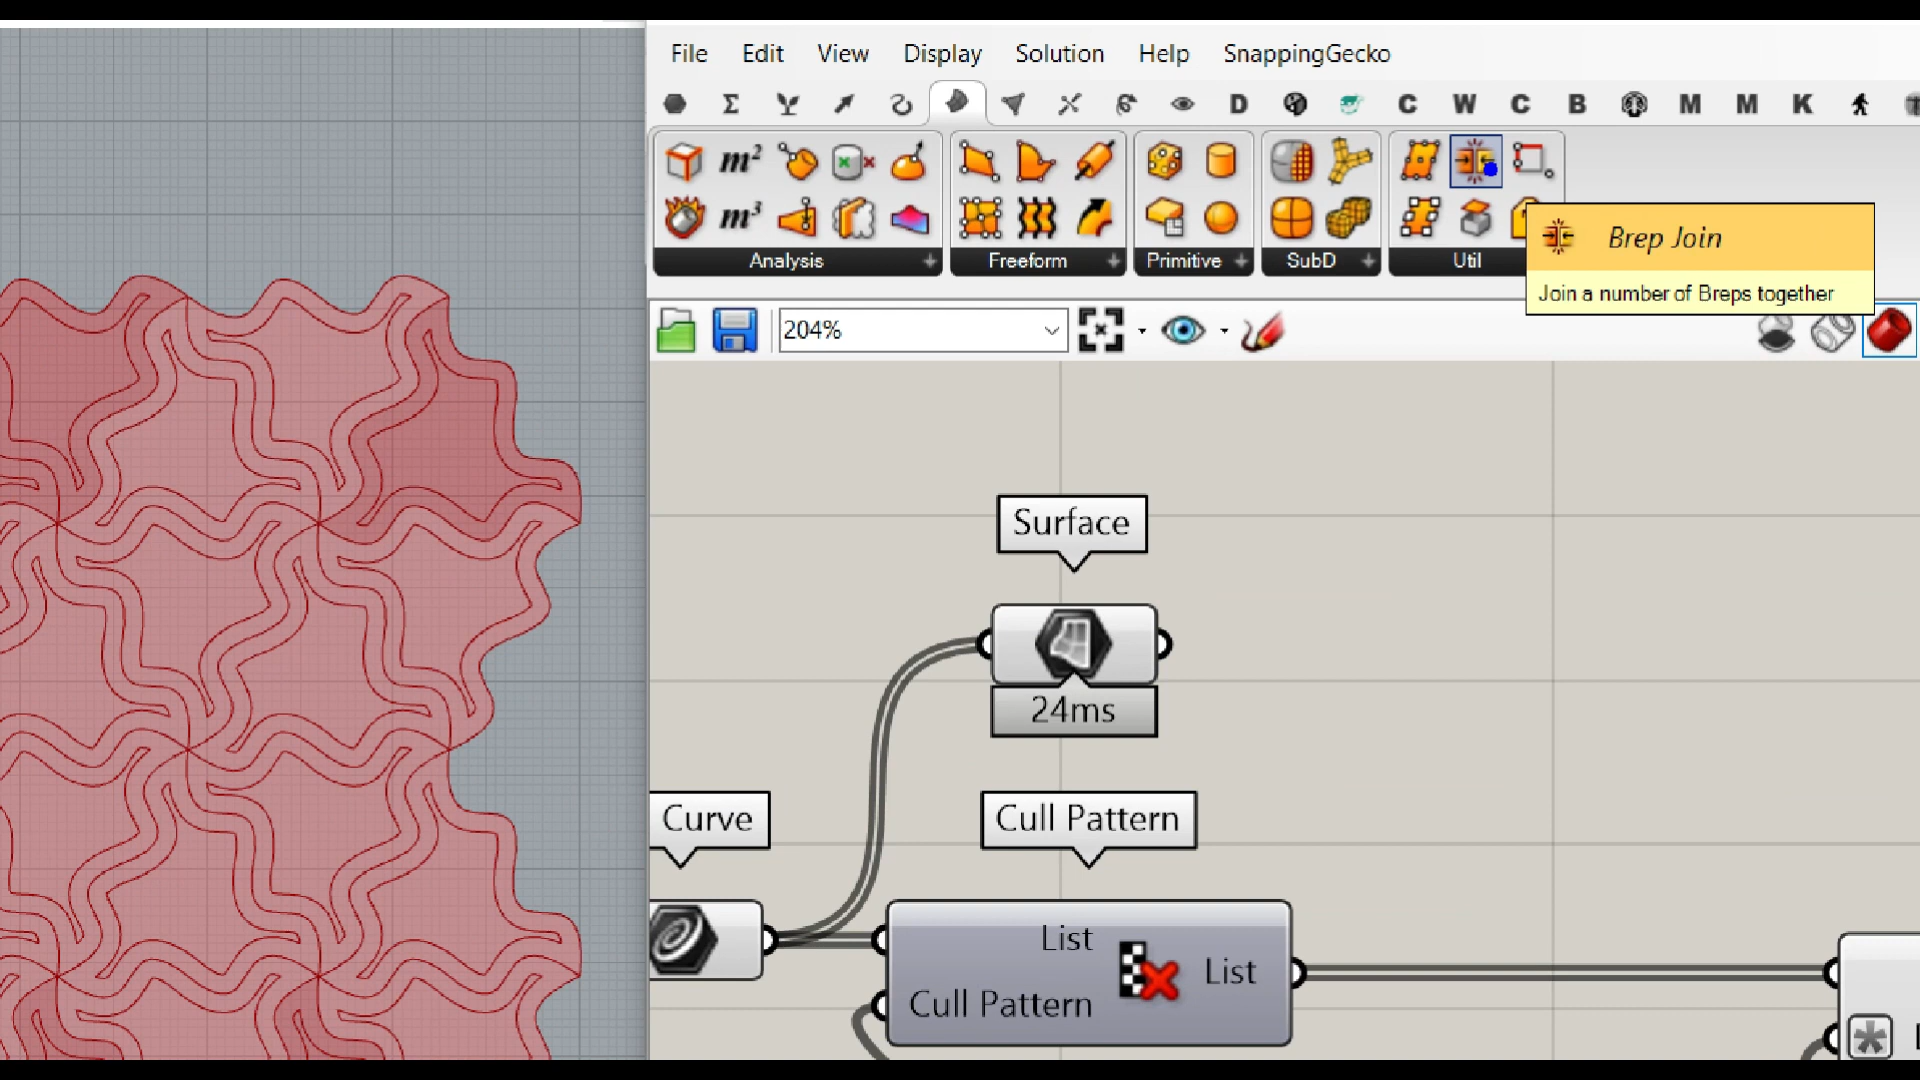 File Edit View Display Solution Help SnappingGecko
Σ D C W C B M M K
m² m³
Analysis + Freeform + Primitive + SubD + Util
Brep Join
Join a number of Breps together
204%
Surface
24ms
Curve
Cull Pattern
List
List
Cull Pattern